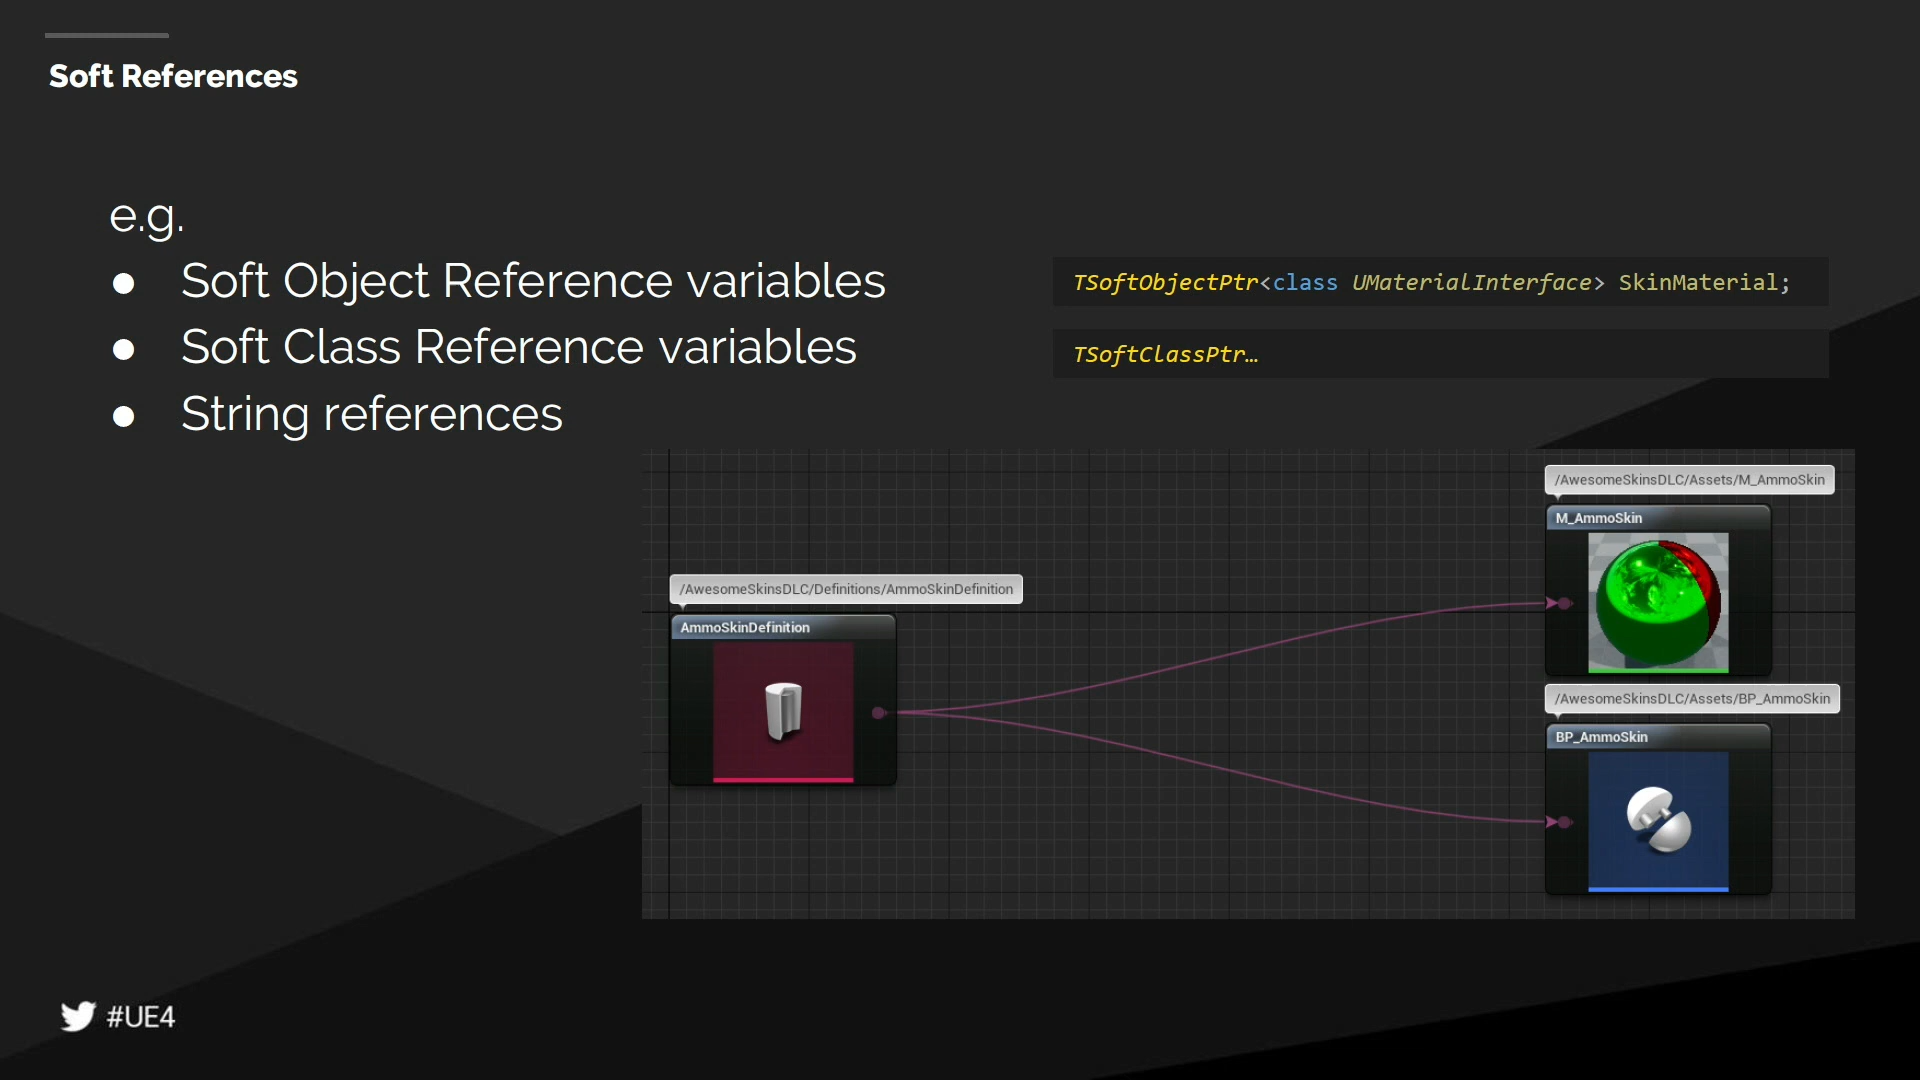 Soft References
e.g.
● Soft Object Reference variables
● Soft Class Reference variables
● String references
TSoftObjectPtr<class UMaterialInterface> SkinMaterial;
TSoftClassPtr…
/AwesomeSkinsDLC/Definitions/AmmoSkinDefinition
AmmoSkinDefinition
/AwesomeSkinsDLC/Assets/M_AmmoSkin
M_AmmoSkin
/AwesomeSkinsDLC/Assets/BP_AmmoSkin
BP_AmmoSkin
#UE4